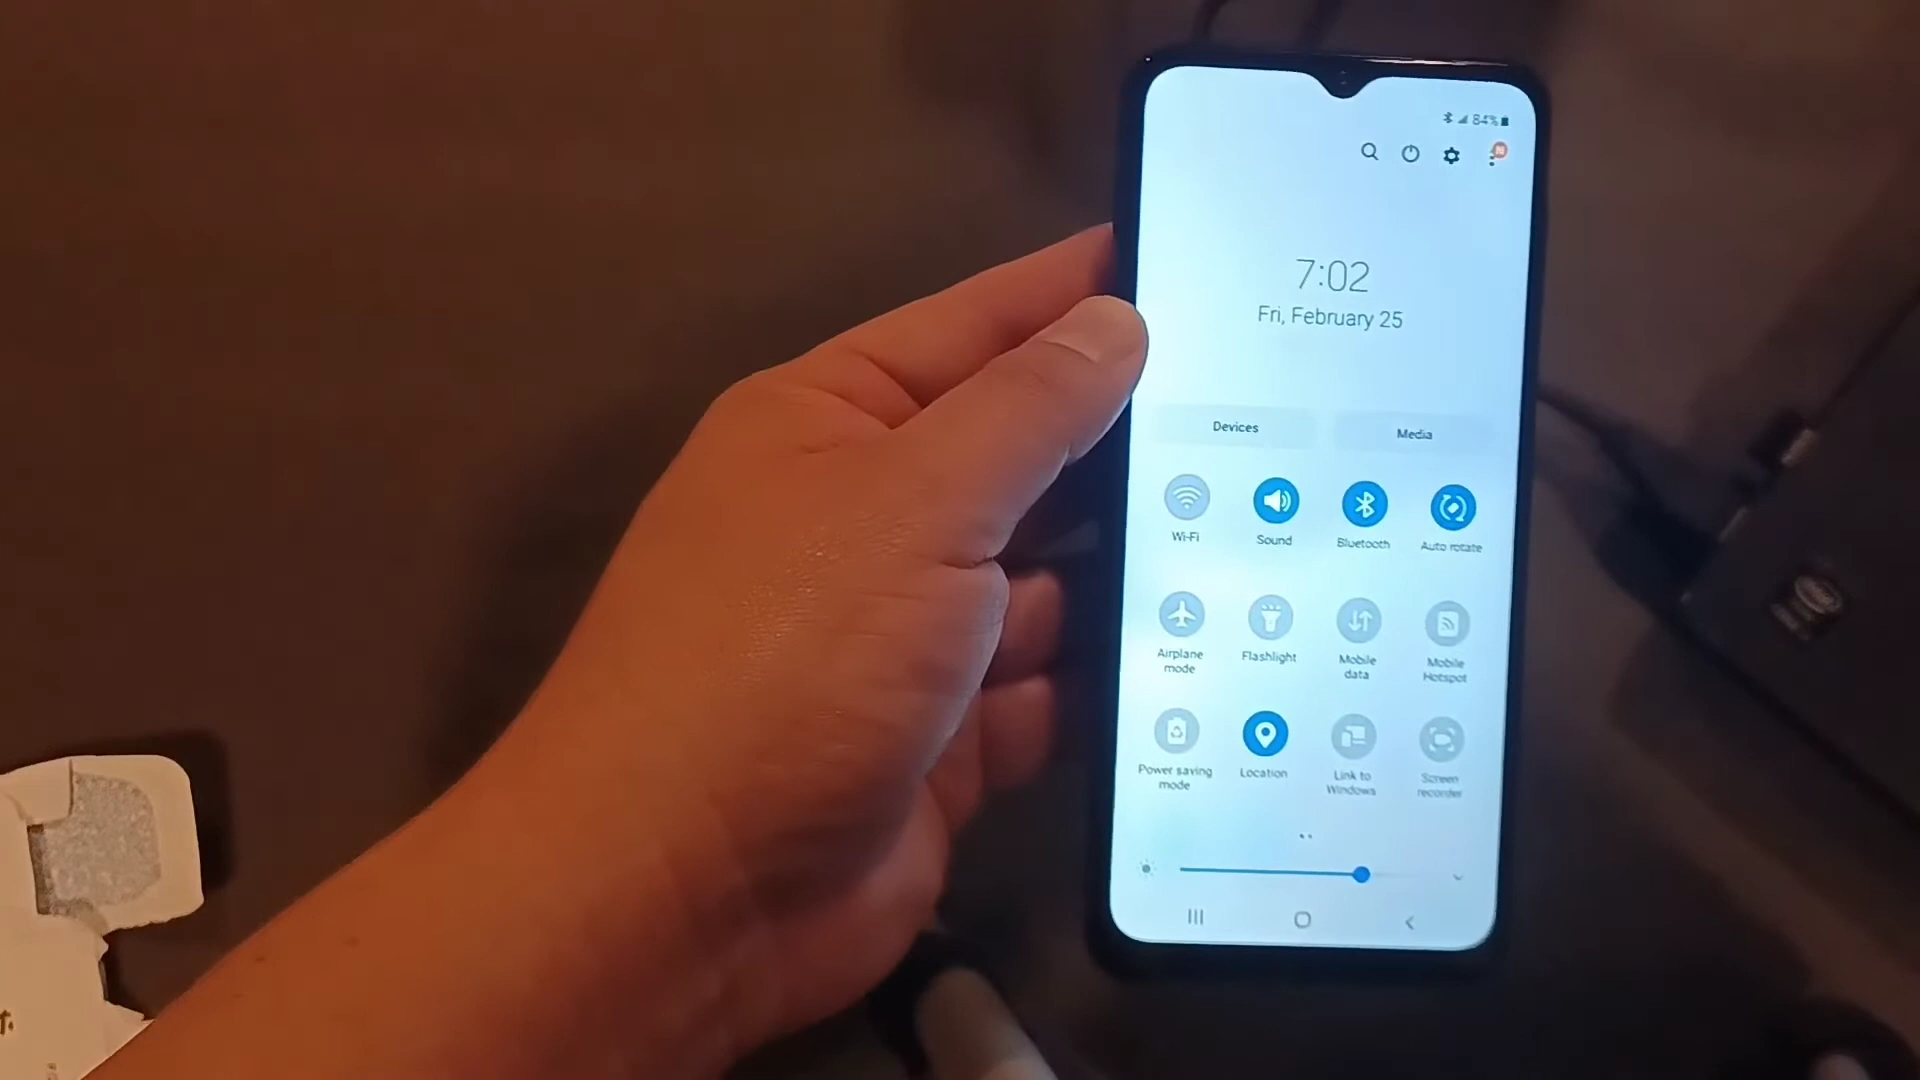 84%
N
7:02
Fri, February 25
Devices
Media
Wi-Fi
Sound
Bluetooth
Auto rotate
Airplane
mode
Flashlight
Mobile
data
Mobile
Hotspot
Power saving
mode
Location
Link to
Windows
Screen
recorder